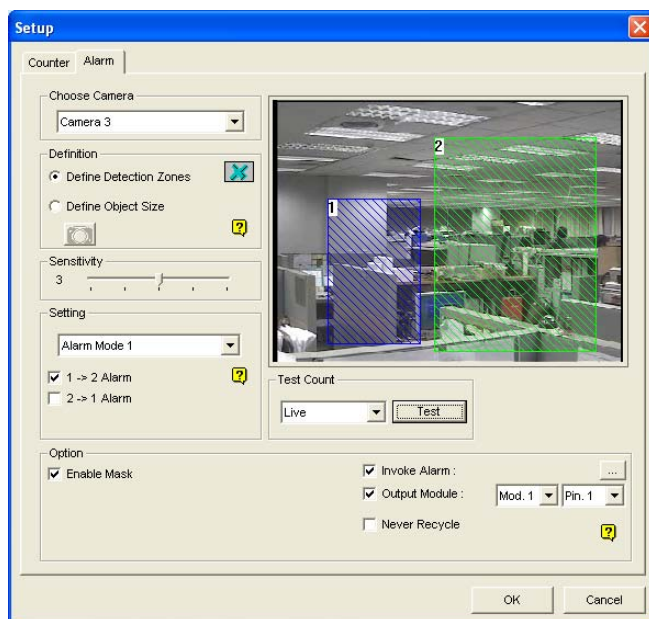 Setup
Counter
Alarm
Choose Camera
Camera 3
Definition
Define Detection Zones
Define Object Size
?
Sensitivity
3
Setting
Alarm Mode 1
1 -> 2 Alarm
?
2 -> 1 Alarm
1
2
Test Count
Live
Test
Option
Enable Mask
Invoke Alarm :
...
Output Module :
Mod. 1
Pin. 1
Never Recycle
?
OK
Cancel